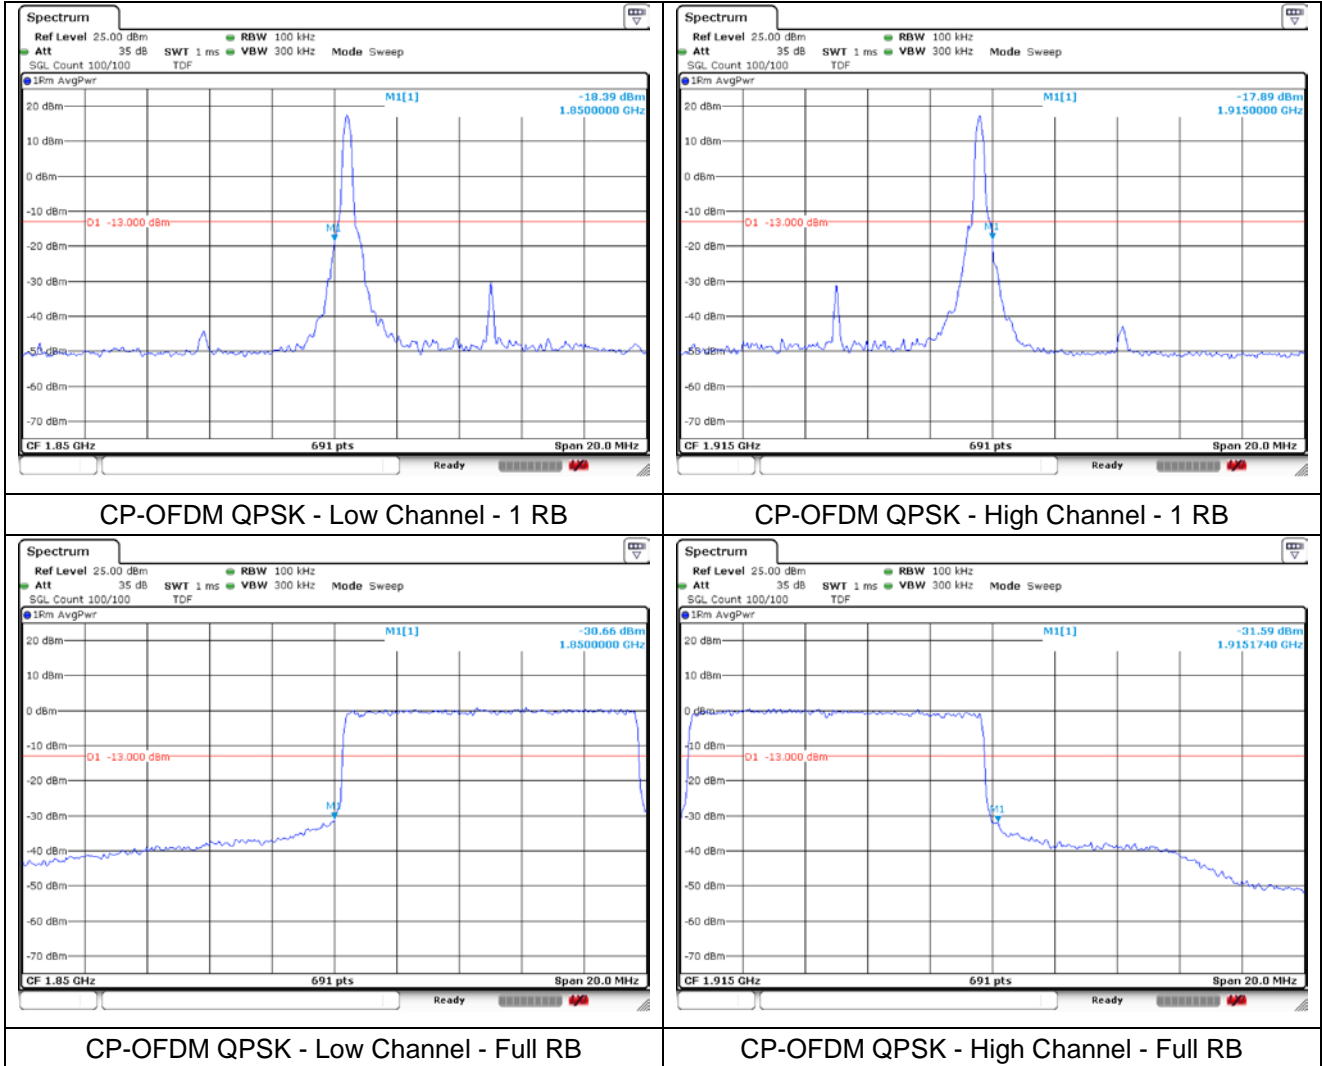 Spectrum
Ref Level 25.00 dBm RBW 100 kHz
Att 35 dB SWT 1 ms VBW 300 kHz Mode Sweep
SGL Count 100/100 TDF
1Rm AvgPwr
M1[1] -18.39 dBm
1.8500000 GHz
20 dBm
10 dBm
0 dBm
-10 dBm
D1 -13.000 dBm
M1
-20 dBm
-30 dBm
-40 dBm
-50 dBm
-60 dBm
-70 dBm
CF 1.85 GHz 691 pts Span 20.0 MHz
Ready
CP-OFDM QPSK - Low Channel - 1 RB
Spectrum
Ref Level 25.00 dBm RBW 100 kHz
Att 35 dB SWT 1 ms VBW 300 kHz Mode Sweep
SGL Count 100/100 TDF
1Rm AvgPwr
M1[1] -17.89 dBm
1.9150000 GHz
20 dBm
10 dBm
0 dBm
-10 dBm
D1 -13.000 dBm
M1
-20 dBm
-30 dBm
-40 dBm
-50 dBm
-60 dBm
-70 dBm
CF 1.915 GHz 691 pts Span 20.0 MHz
Ready
CP-OFDM QPSK - High Channel - 1 RB
Spectrum
Ref Level 25.00 dBm RBW 100 kHz
Att 35 dB SWT 1 ms VBW 300 kHz Mode Sweep
SGL Count 100/100 TDF
1Rm AvgPwr
M1[1] -30.66 dBm
1.8500000 GHz
20 dBm
10 dBm
0 dBm
-10 dBm
D1 -13.000 dBm
-20 dBm
M1
-30 dBm
-40 dBm
-50 dBm
-60 dBm
-70 dBm
CF 1.85 GHz 691 pts Span 20.0 MHz
Ready
CP-OFDM QPSK - Low Channel - Full RB
Spectrum
Ref Level 25.00 dBm RBW 100 kHz
Att 35 dB SWT 1 ms VBW 300 kHz Mode Sweep
SGL Count 100/100 TDF
1Rm AvgPwr
M1[1] -31.59 dBm
1.9151740 GHz
20 dBm
10 dBm
0 dBm
-10 dBm
D1 -13.000 dBm
-20 dBm
M1
-30 dBm
-40 dBm
-50 dBm
-60 dBm
-70 dBm
CF 1.915 GHz 691 pts Span 20.0 MHz
Ready
CP-OFDM QPSK - High Channel - Full RB